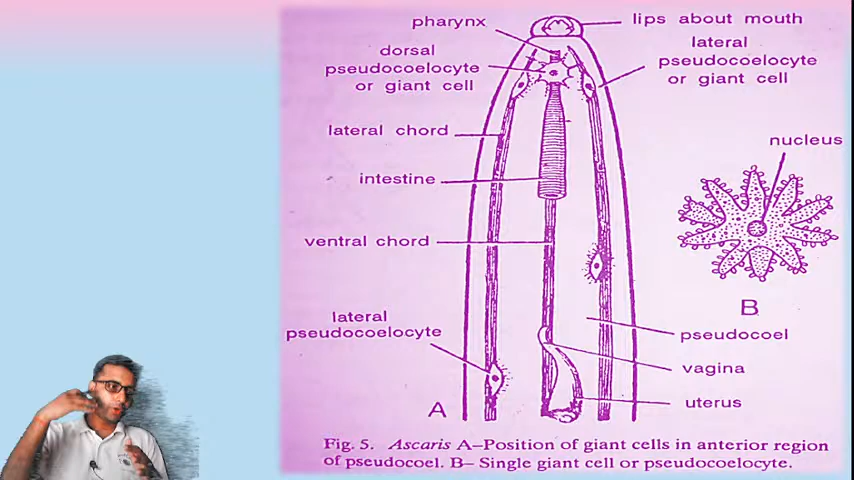 pharynx
lips about mouth
dorsal
pseudocoelocyte
or giant cell
lateral
pseudocoelocyte
or giant cell
lateral chord
nucleus
intestine
ventral chord
B
lateral
pseudocoelocyte
pseudocoel
vagina
A
uterus
Fig. 5. Ascaris A–Position of giant cells in anterior region
of pseudocoel. B– Single giant cell or pseudocoelocyte.